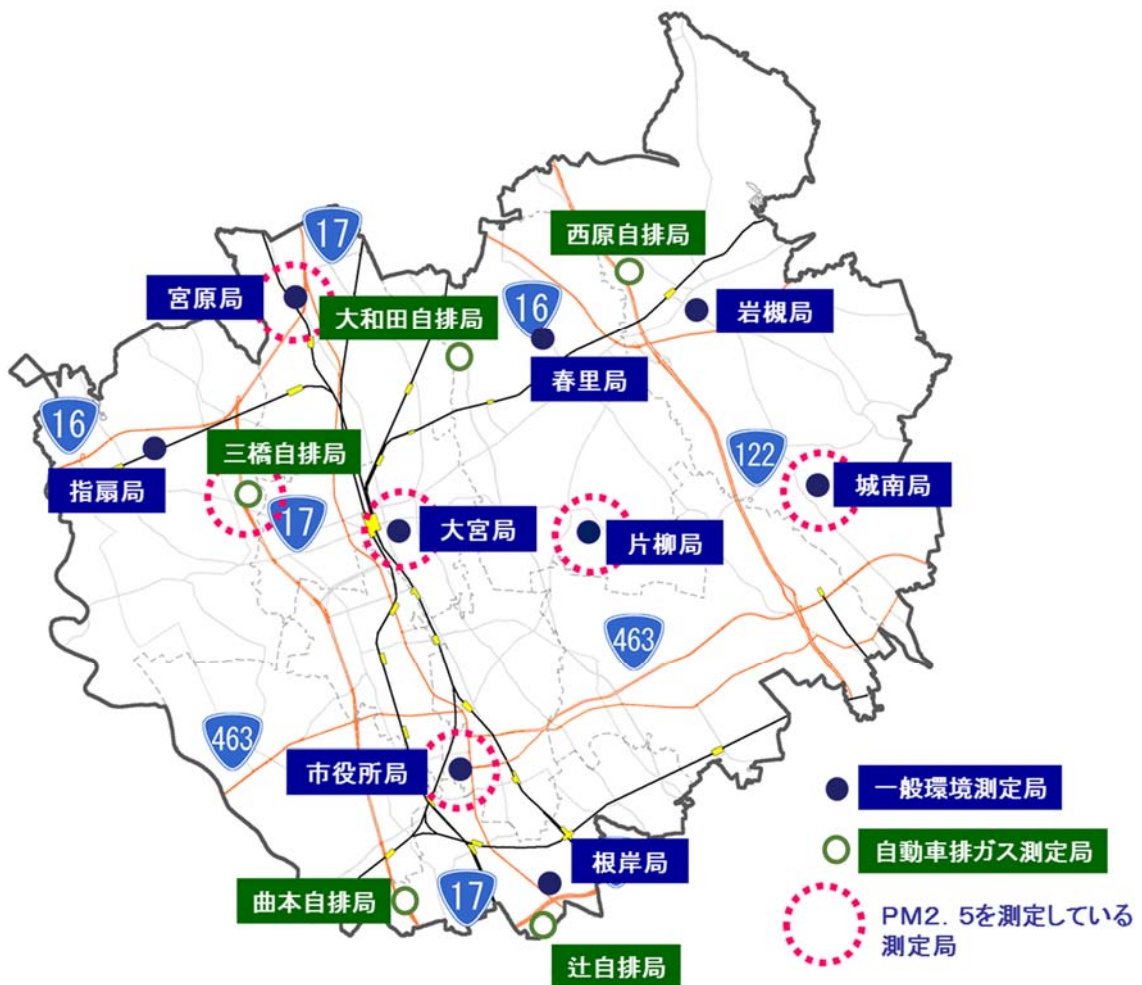 17
西原自排局
宮原局
大和田自排局
16
岩槻局
春里局
16
三橋自排局
122
指扇局
17
大宮局
片柳局
城南局
463
463
市役所局
一般環境測定局
自動車排ガス測定局
根岸局
曲本自排局
17
PM2. 5を測定している
測定局
辻自排局